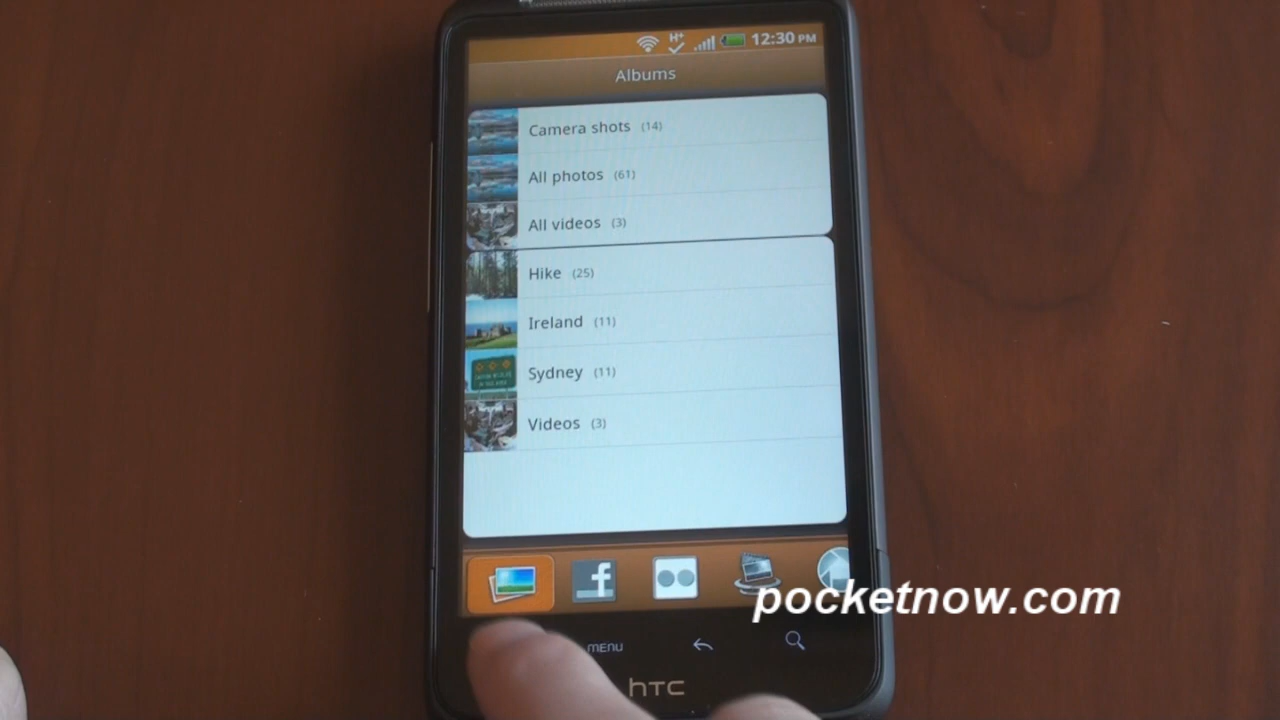 H+ 12:30 PM
Albums
Camera shots (14)
All photos (61)
All videos (3)
Hike (25)
Ireland (11)
Sydney (11)
Videos (3)
f
pocketnow.com
menu
hTC